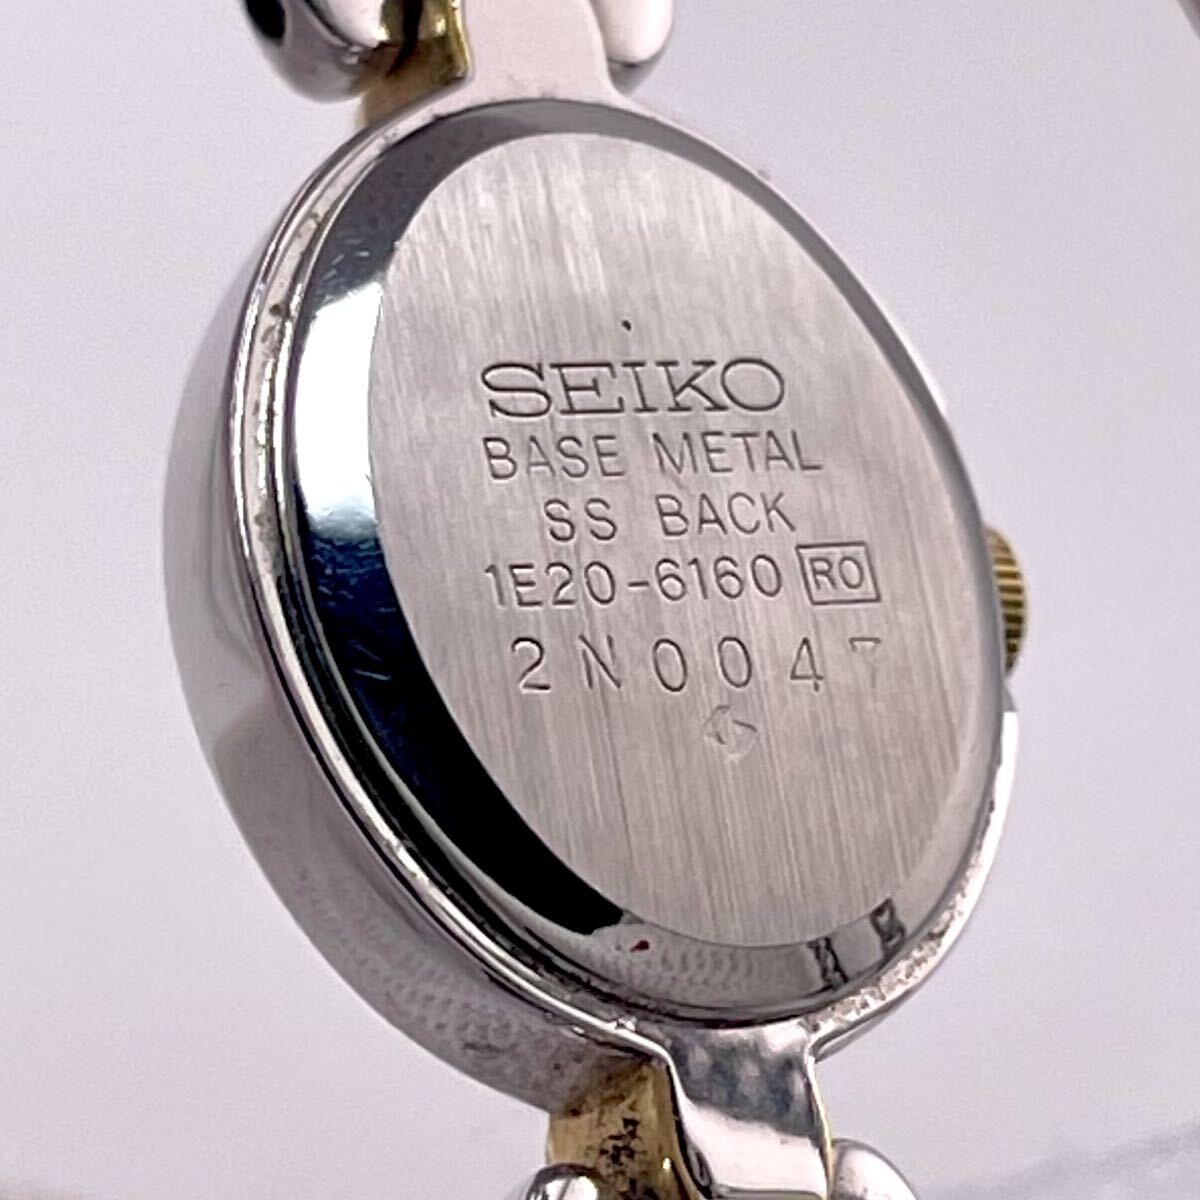 SEIKO
BASE METAL
SS BACK
1E20-6160 RO
2N0047